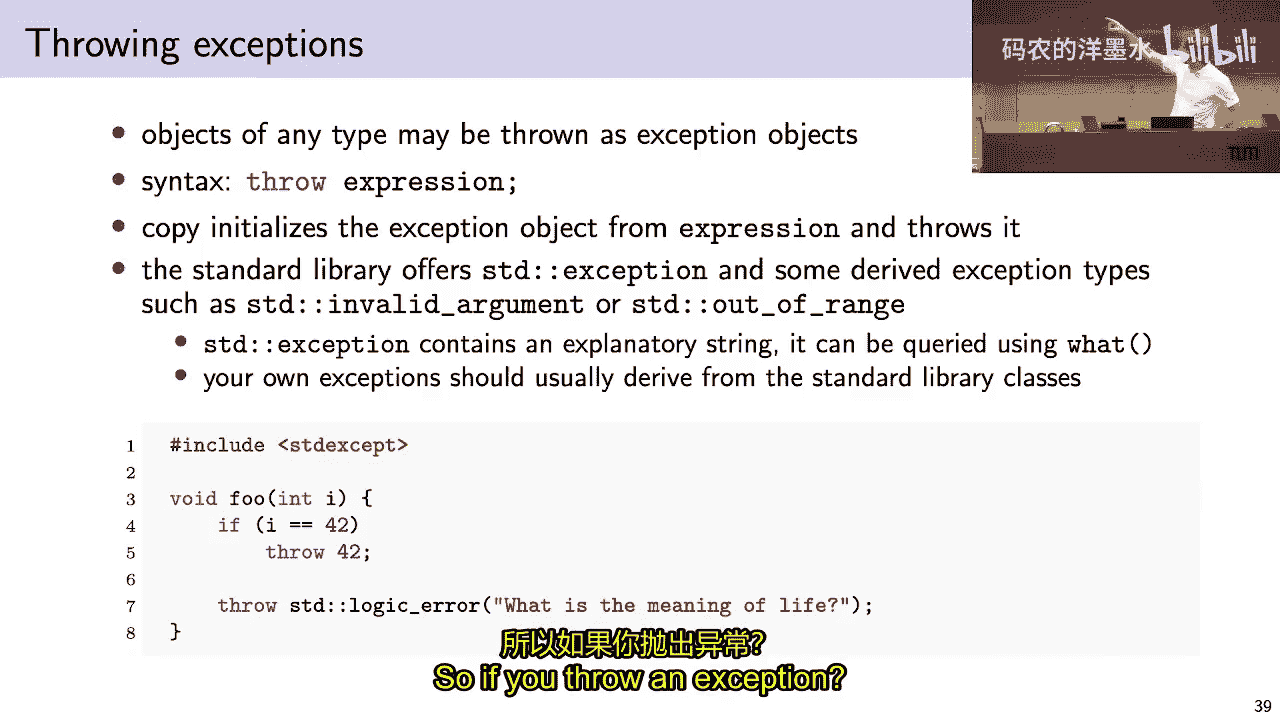 Throwing exceptions
码农的洋墨水 bilibili
TUM
• objects of any type may be thrown as exception objects
• syntax: throw expression;
• copy initializes the exception object from expression and throws it
• the standard library offers std::exception and some derived exception types
such as std::invalid_argument or std::out_of_range
• std::exception contains an explanatory string, it can be queried using what()
• your own exceptions should usually derive from the standard library classes
1 #include <stdexcept>
2
3 void foo(int i) {
4 if (i == 42)
5 throw 42;
6
7 throw std::logic_error("What is the meaning of life?");
8 }
所以如果你抛出异常？
So if you throw an exception?
39